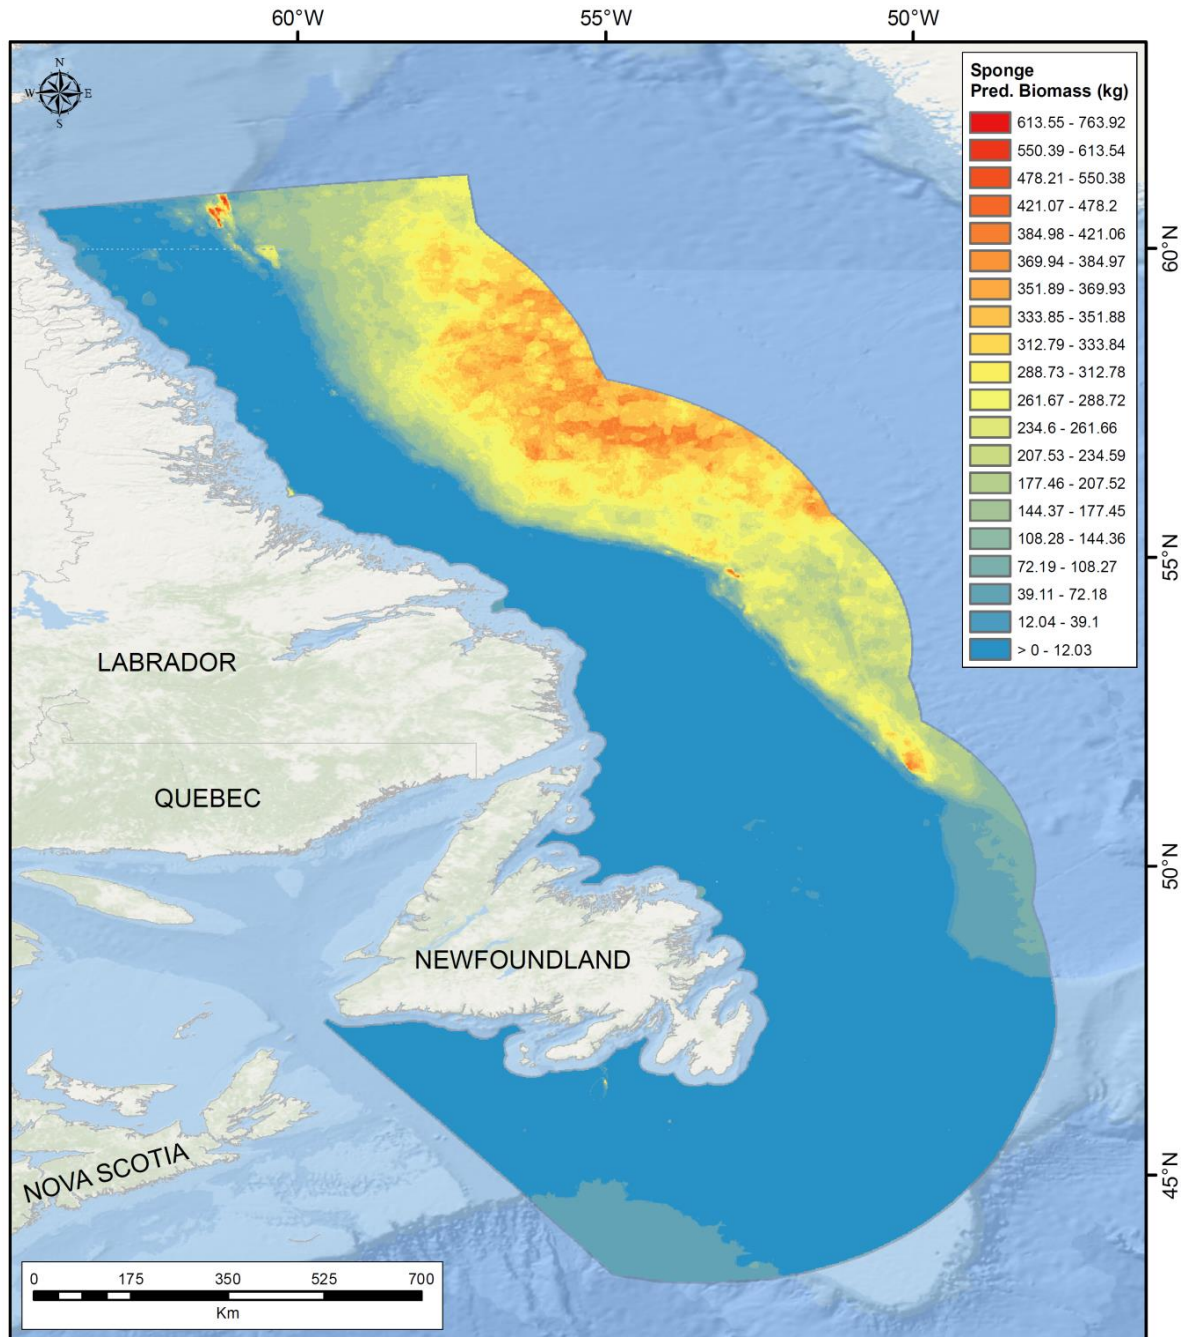 60°W 55°W 50°W
N
W E
S
Sponge
Pred. Biomass (kg)
613.55 - 763.92
550.39 - 613.54
478.21 - 550.38
421.07 - 478.2
384.98 - 421.06
369.94 - 384.97
351.89 - 369.93
333.85 - 351.88
312.79 - 333.84
288.73 - 312.78
261.67 - 288.72
234.6 - 261.66
207.53 - 234.59
177.46 - 207.52
144.37 - 177.45
108.28 - 144.36
72.19 - 108.27
39.11 - 72.18
12.04 - 39.1
> 0 - 12.03
60°N
55°N
50°N
45°N
LABRADOR
QUEBEC
NEWFOUNDLAND
NOVA SCOTIA
0 175 350 525 700
Km